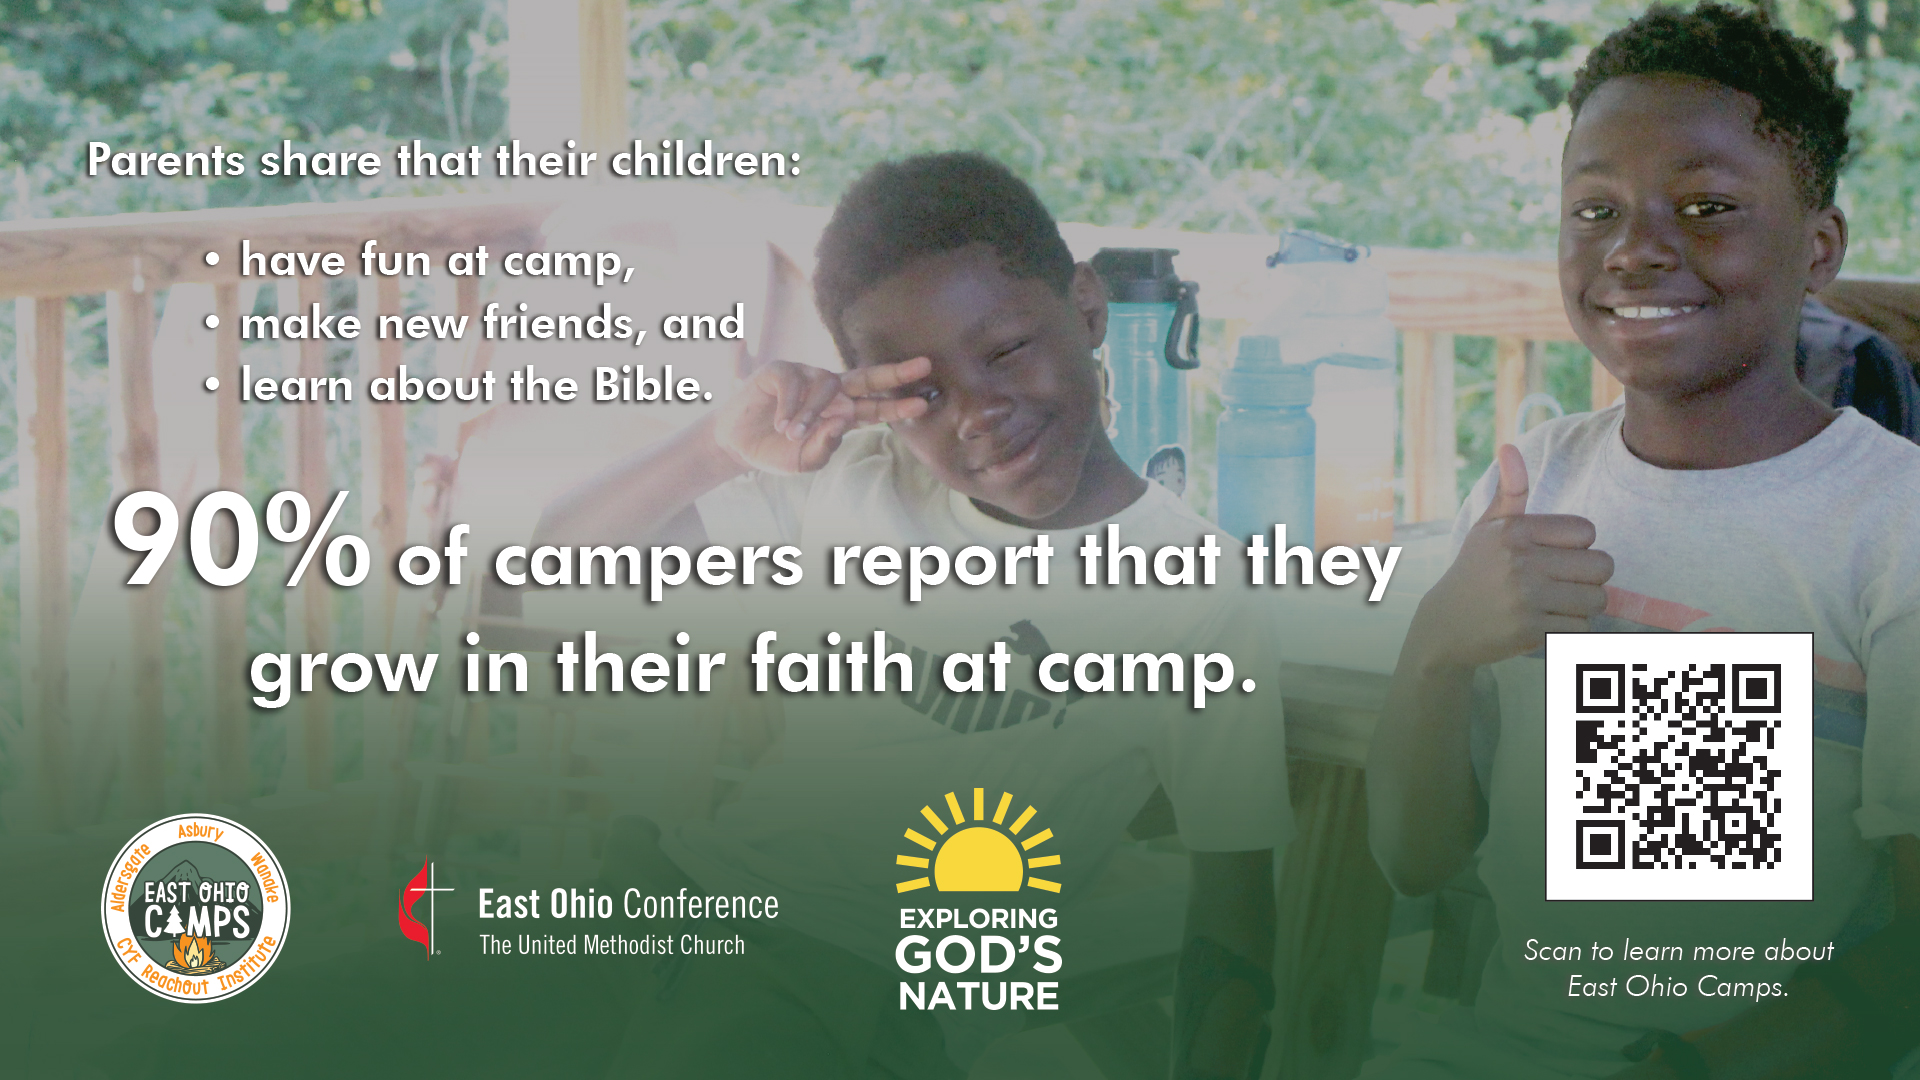 Parents share that their children:
• have fun at camp,
• make new friends, and
• learn about the Bible.
90% of campers report that they
grow in their faith at camp.
Asbury
Aldersgate
Wanake
EAST OHIO
CAMPS
CYF ReachOut Institute
East Ohio Conference
The United Methodist Church
EXPLORING
GOD'S
NATURE
Scan to learn more about
East Ohio Camps.